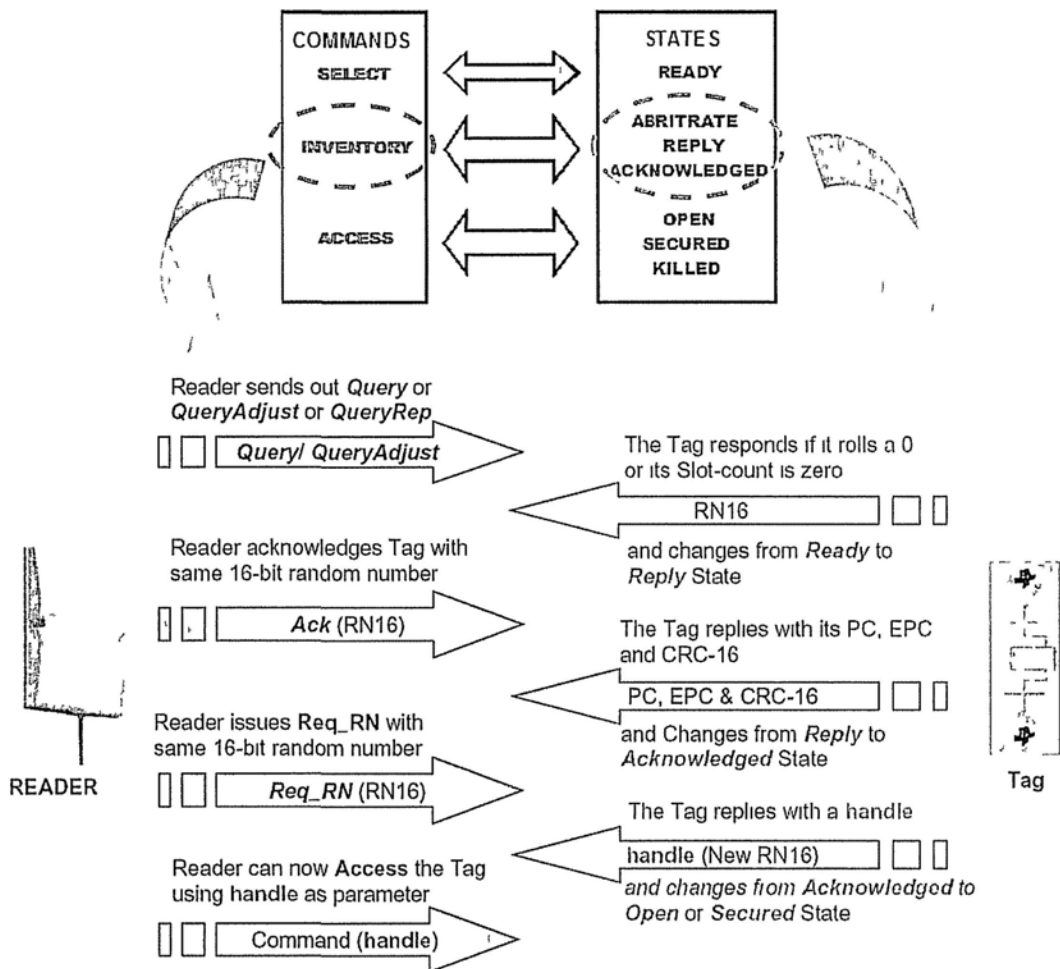 COMMANDS
SELECT
INVENTORY
ACCESS
STATES
READY
ABRITRATE
REPLY
ACKNOWLEDGED
OPEN
SECURED
KILLED
Reader sends out Query or
QueryAdjust or QueryRep
Query/ QueryAdjust
The Tag responds if it rolls a 0
or its Slot-count is zero
RN16
and changes from Ready to
Reply State
Reader acknowledges Tag with
same 16-bit random number
Ack (RN16)
The Tag replies with its PC, EPC
and CRC-16
PC, EPC & CRC-16
and Changes from Reply to
Acknowledged State
Reader issues Req_RN with
same 16-bit random number
Req_RN (RN16)
The Tag replies with a handle
handle (New RN16)
and changes from Acknowledged to
Open or Secured State
Reader can now Access the Tag
using handle as parameter
Command (handle)
READER
Tag